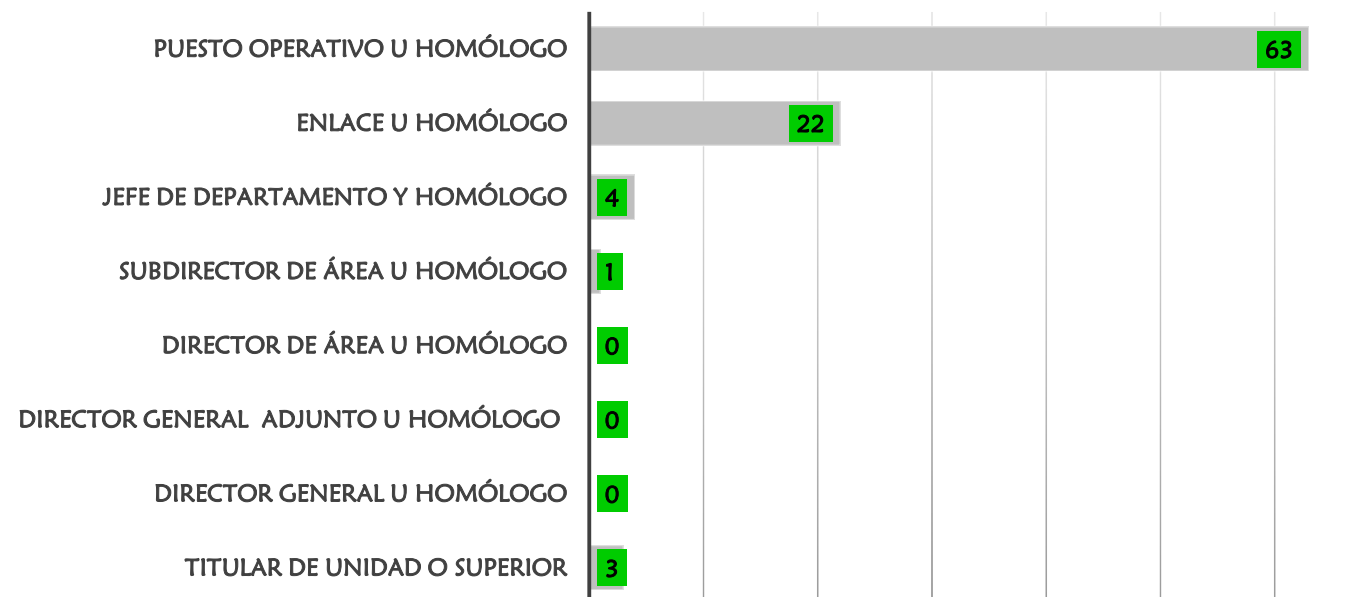 PUESTO OPERATIVO U HOMÓLOGO 63
ENLACE U HOMÓLOGO 22
JEFE DE DEPARTAMENTO Y HOMÓLOGO 4
SUBDIRECTOR DE ÁREA U HOMÓLOGO 1
DIRECTOR DE ÁREA U HOMÓLOGO 0
DIRECTOR GENERAL ADJUNTO U HOMÓLOGO 0
DIRECTOR GENERAL U HOMÓLOGO 0
TITULAR DE UNIDAD O SUPERIOR 3